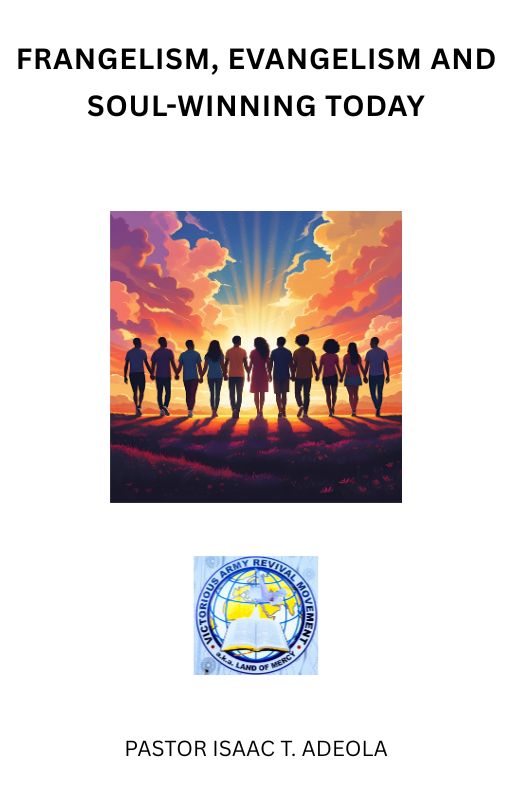 FRANGELISM, EVANGELISM AND
SOUL-WINNING TODAY
VICTORIOUS ARMY REVIVAL MOVEMENT
a.k.a. LAND OF MERCY
PASTOR ISAAC T. ADEOLA